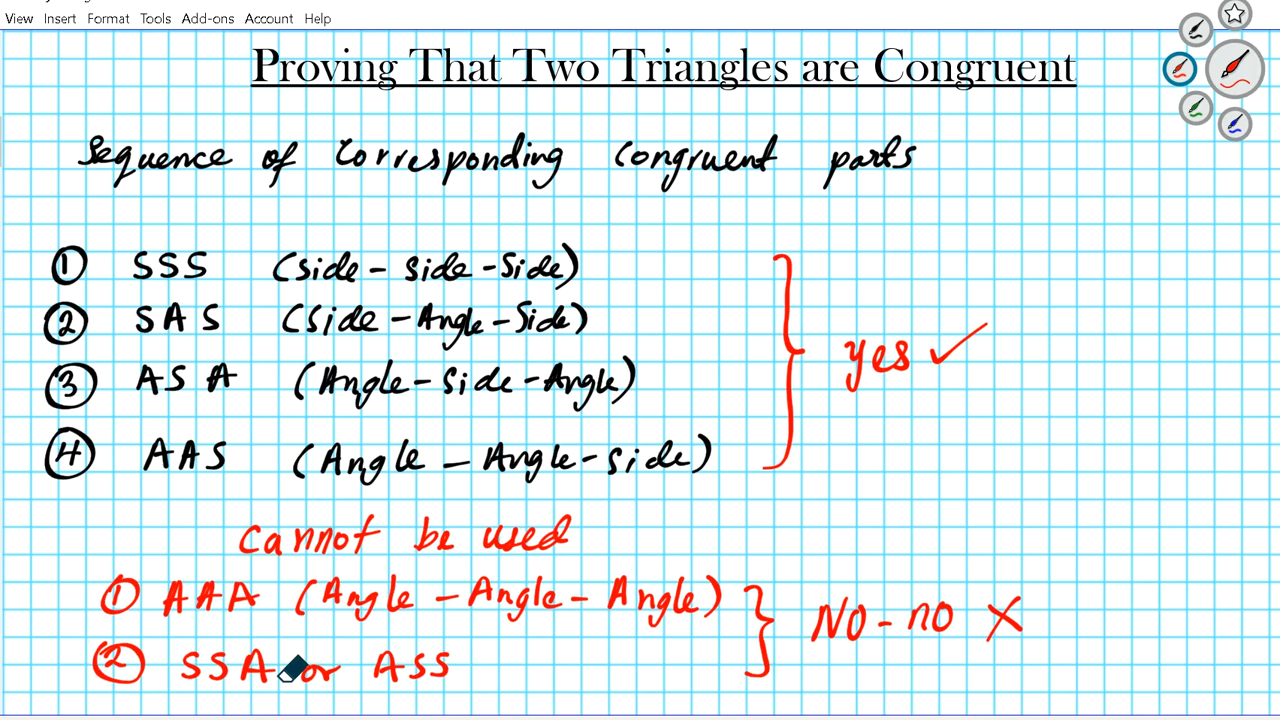 View Insert Format Tools Add-ons Account Help
Proving That Two Triangles are Congruent
Sequence of Corresponding Congruent parts
① SSS (Side - Side - Side)
② SAS (Side - Angle - Side)
③ ASA (Angle - Side - Angle)
④ AAS (Angle - Angle - Side)
yes ✓
Cannot be used
① AAA (Angle - Angle - Angle)
② SSA or ASS
NO - no X